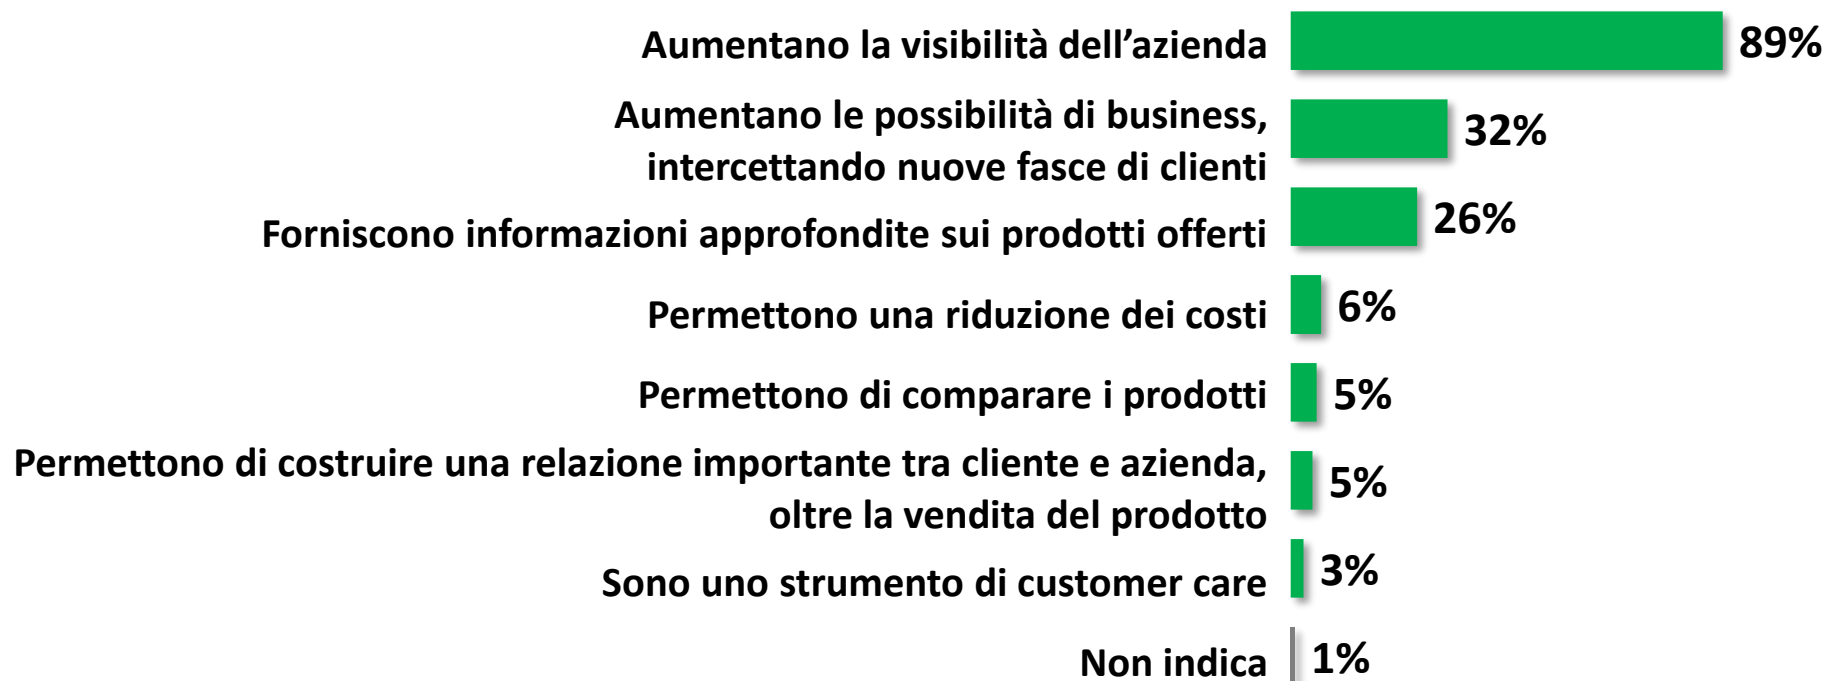 Aumentano la visibilità dell’azienda 89%
Aumentano le possibilità di business,
intercettando nuove fasce di clienti 32%
Forniscono informazioni approfondite sui prodotti offerti 26%
Permettono una riduzione dei costi 6%
Permettono di comparare i prodotti 5%
Permettono di costruire una relazione importante tra cliente e azienda,
oltre la vendita del prodotto 5%
Sono uno strumento di customer care 3%
Non indica 1%